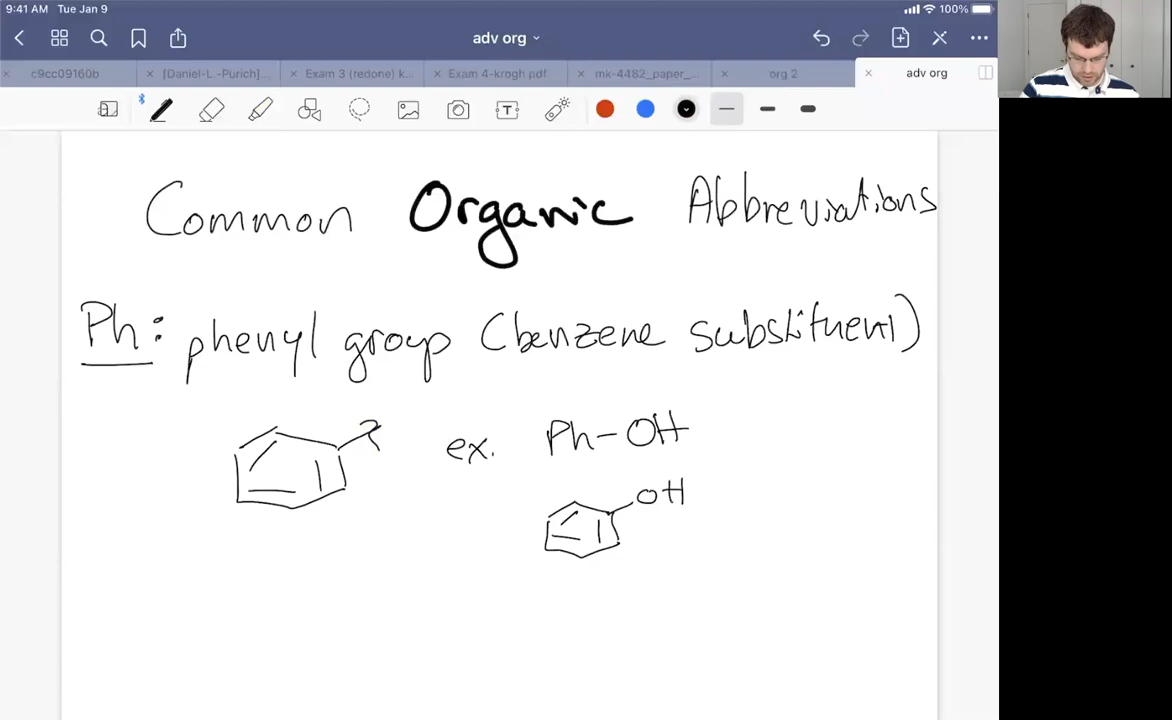 9:41 AM Tue Jan 9 100%
adv org
c9cc09160b [Daniel-L.-Purich]... Exam 3 (redone) k... Exam 4-krogh pdf mk-4482_paper_... org 2 adv org
T
Common Organic Abbreviations
Ph: phenyl group (benzene substituent)
R ex. Ph-OH
OH